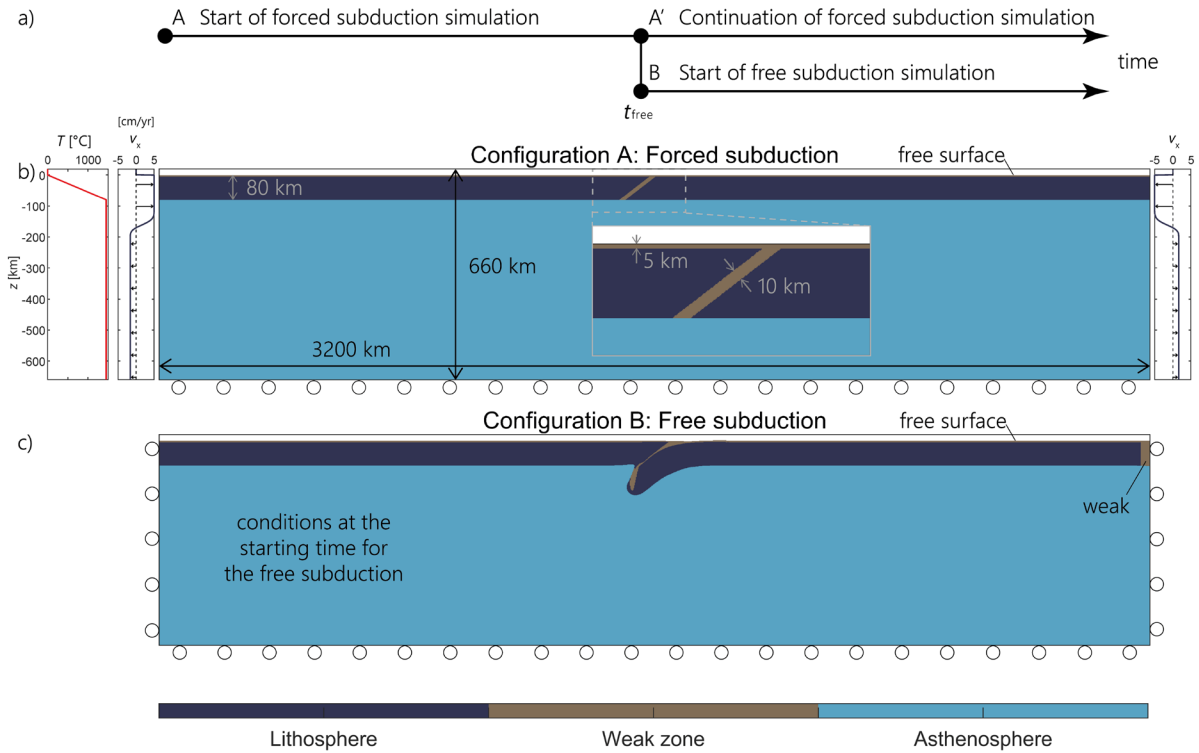 a)
A Start of forced subduction simulation
A′ Continuation of forced subduction simulation
time
B Start of free subduction simulation
t_free
b)
T [°C]
0 1000
[cm/yr]
v_x
-5 0 5
Configuration A: Forced subduction
free surface
v_x
-5 0 5
z [km]
0
-100
-200
-300
-400
-500
-600
80 km
660 km
5 km
10 km
3200 km
c)
Configuration B: Free subduction
free surface
weak
conditions at the
starting time for
the free subduction
Lithosphere
Weak zone
Asthenosphere